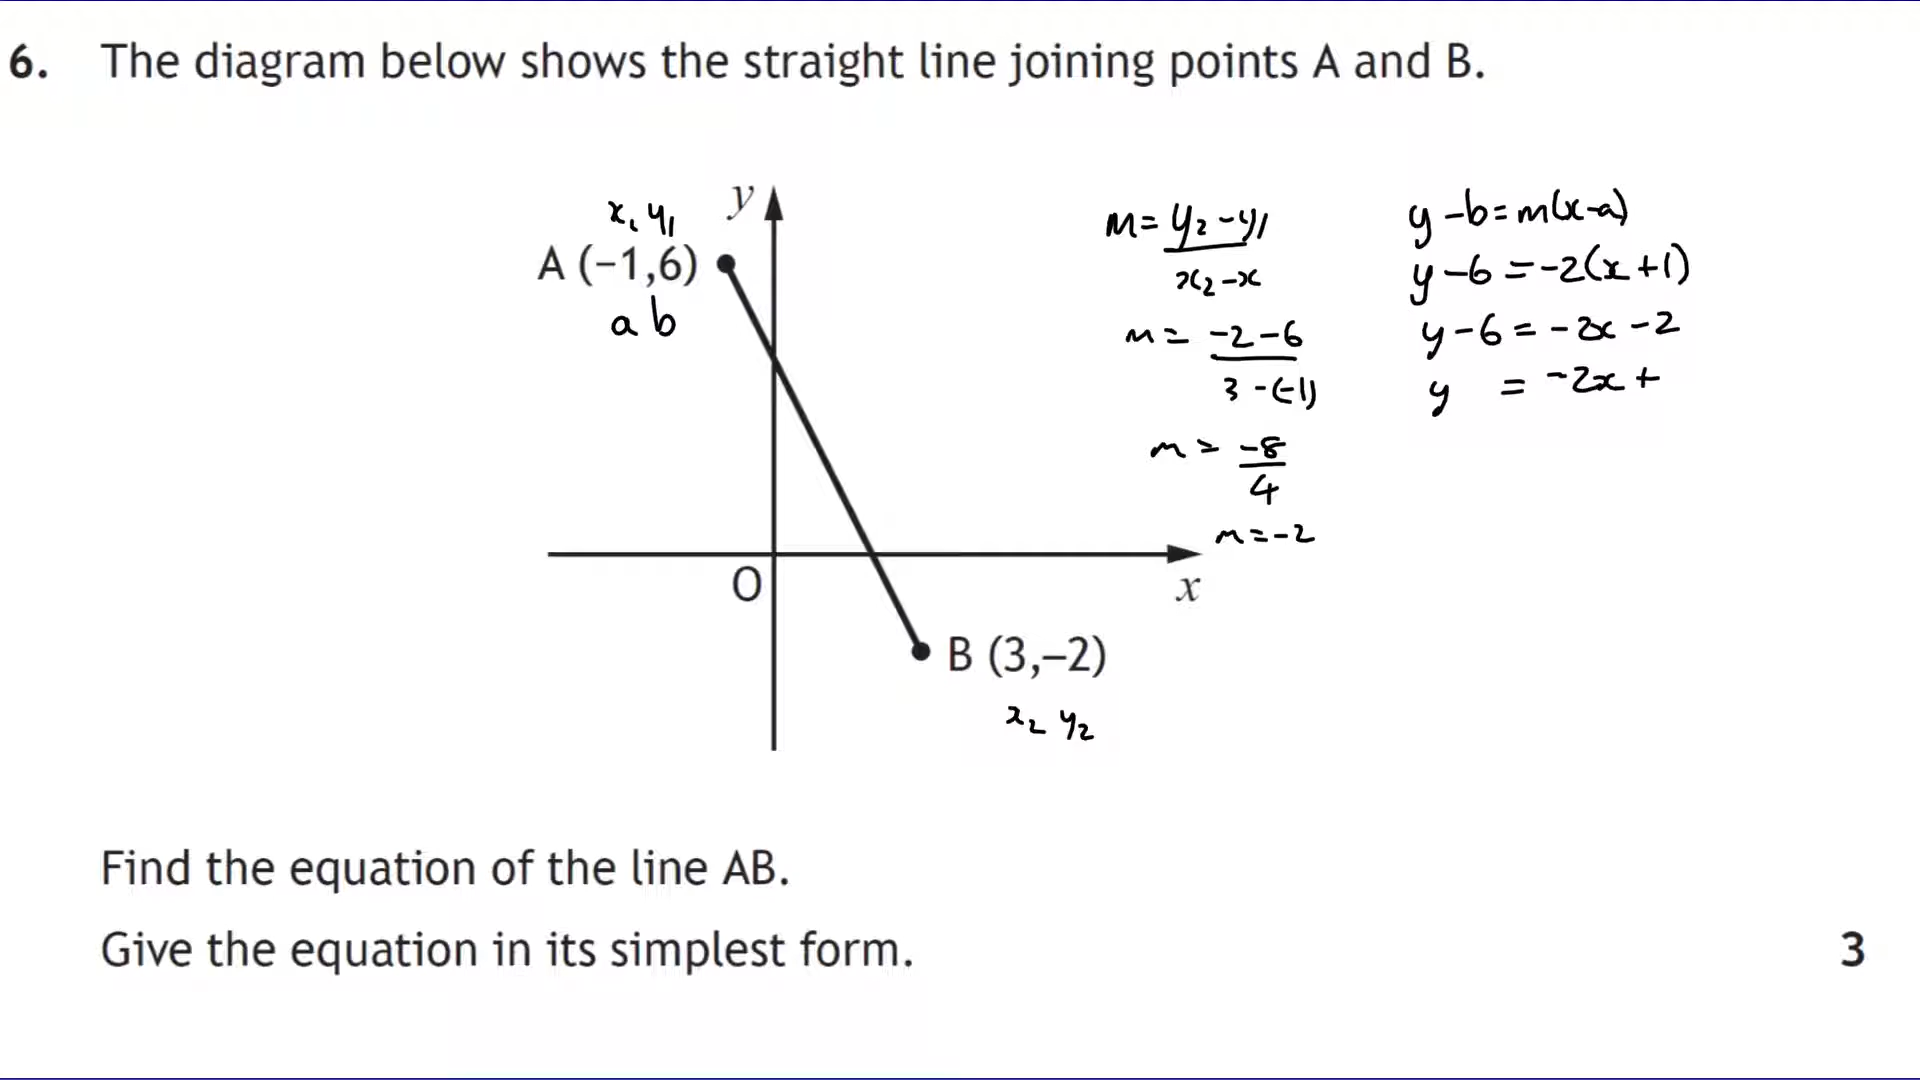 6. The diagram below shows the straight line joining points A and B.
x₁ y₁
y
A (−1,6)
a b
O
x
B (3,−2)
x₂ y₂
m = y₂ − y₁
x₂ − x
m = −2 − 6
3 − (−1)
m = −8
4
m = −2
y − b = m(x − a)
y − 6 = −2(x + 1)
y − 6 = −2x − 2
y = −2x +
Find the equation of the line AB.
Give the equation in its simplest form. 3